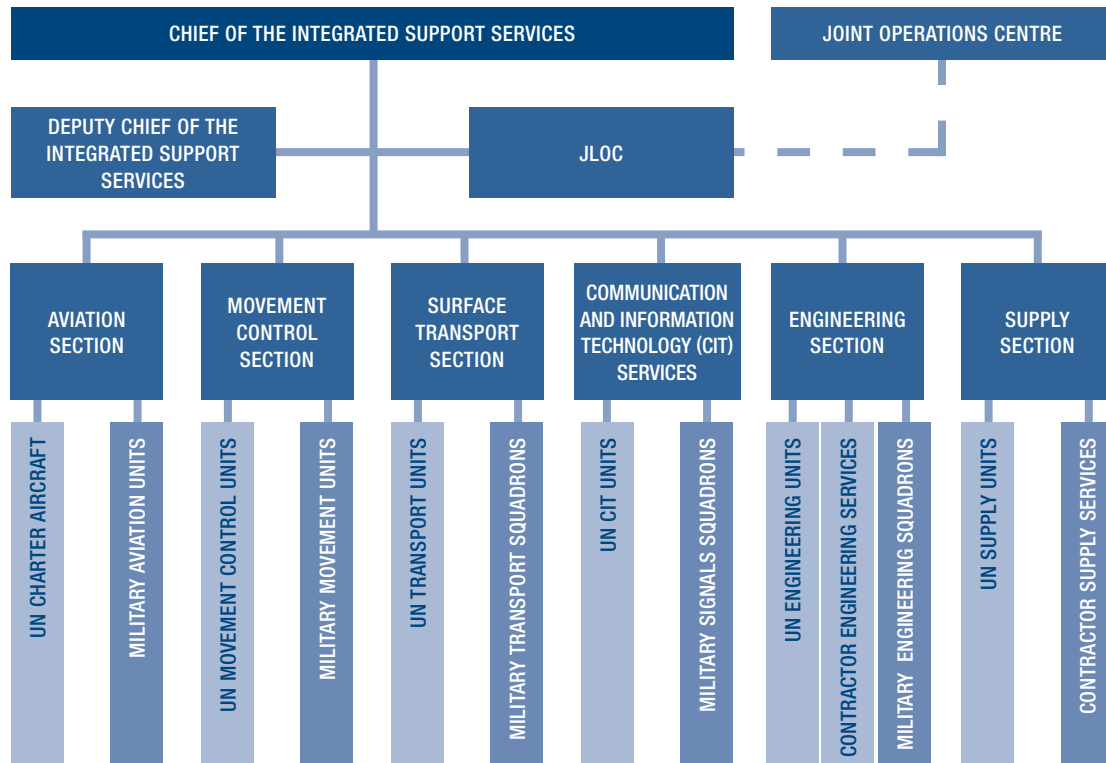 CHIEF OF THE INTEGRATED SUPPORT SERVICES
JOINT OPERATIONS CENTRE
DEPUTY CHIEF OF THE
INTEGRATED SUPPORT
SERVICES
JLOC
AVIATION
SECTION
MOVEMENT
CONTROL
SECTION
SURFACE
TRANSPORT
SECTION
COMMUNICATION
AND INFORMATION
TECHNOLOGY (CIT)
SERVICES
ENGINEERING
SECTION
SUPPLY
SECTION
UN CHARTER AIRCRAFT
MILITARY AVIATION UNITS
UN MOVEMENT CONTROL UNITS
MILITARY MOVEMENT UNITS
UN TRANSPORT UNITS
MILITARY TRANSPORT SQUADRONS
UN CIT UNITS
MILITARY SIGNALS SQUADRONS
UN ENGINEERING UNITS
CONTRACTOR ENGINEERING SERVICES
MILITARY ENGINEERING SQUADRONS
UN SUPPLY UNITS
CONTRACTOR SUPPLY SERVICES